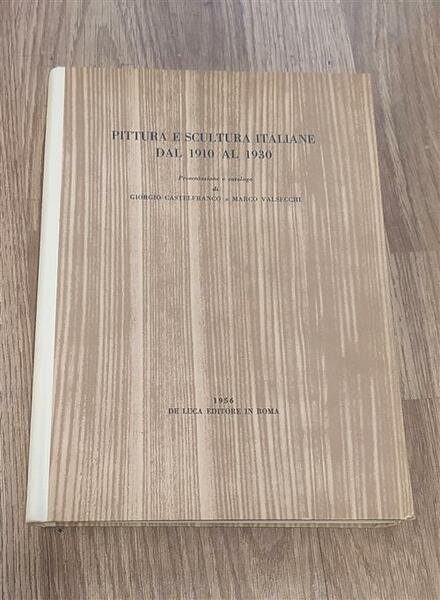 PITTURA E SCULTURA ITALIANE
DAL 1910 AL 1930
Presentazione e catalogo
di
GIORGIO CASTELFRANCO e MARCO VALSECCHI
1956
DE LUCA EDITORE IN ROMA